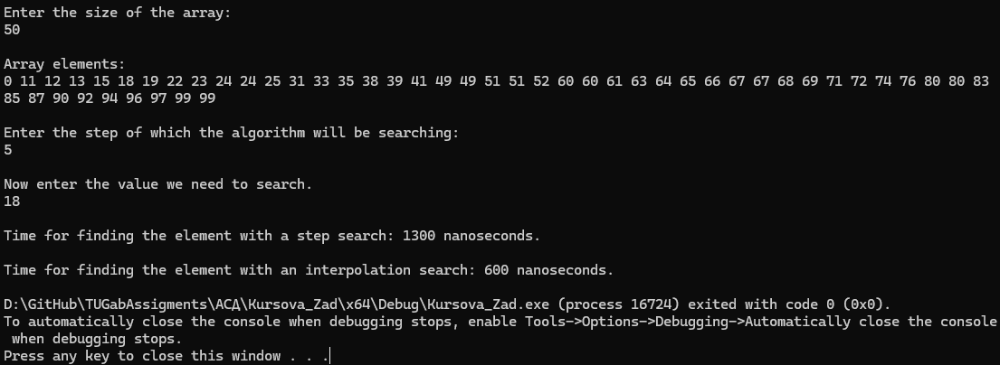 Enter the size of the array:
50
Array elements:
0 11 12 13 15 18 19 22 23 24 24 25 31 33 35 38 39 41 49 49 51 51 52 60 60 61 63 64 65 66 67 67 68 69 71 72 74 76 80 80 83
85 87 90 92 94 96 97 99 99
Enter the step of which the algorithm will be searching:
5
Now enter the value we need to search.
18
Time for finding the element with a step search: 1300 nanoseconds.
Time for finding the element with an interpolation search: 600 nanoseconds.
D:\GitHub\TUGabAssigments\АСД\Kursova_Zad\x64\Debug\Kursova_Zad.exe (process 16724) exited with code 0 (0x0).
To automatically close the console when debugging stops, enable Tools->Options->Debugging->Automatically close the console
when debugging stops.
Press any key to close this window . . .